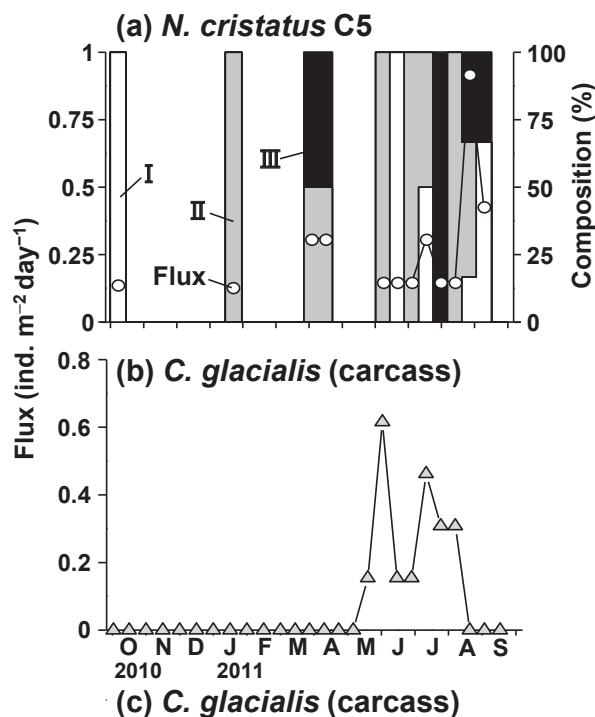 (a) N. cristatus C5
1
0.75
0.5
0.25
0
100
75
50
25
0
I
II
III
Flux
Composition (%)
Flux (ind. m⁻² day⁻¹)
(b) C. glacialis (carcass)
0.8
0.6
0.4
0.2
0
O N D J F M A M J J A S
2010 2011
(c) C. glacialis (carcass)